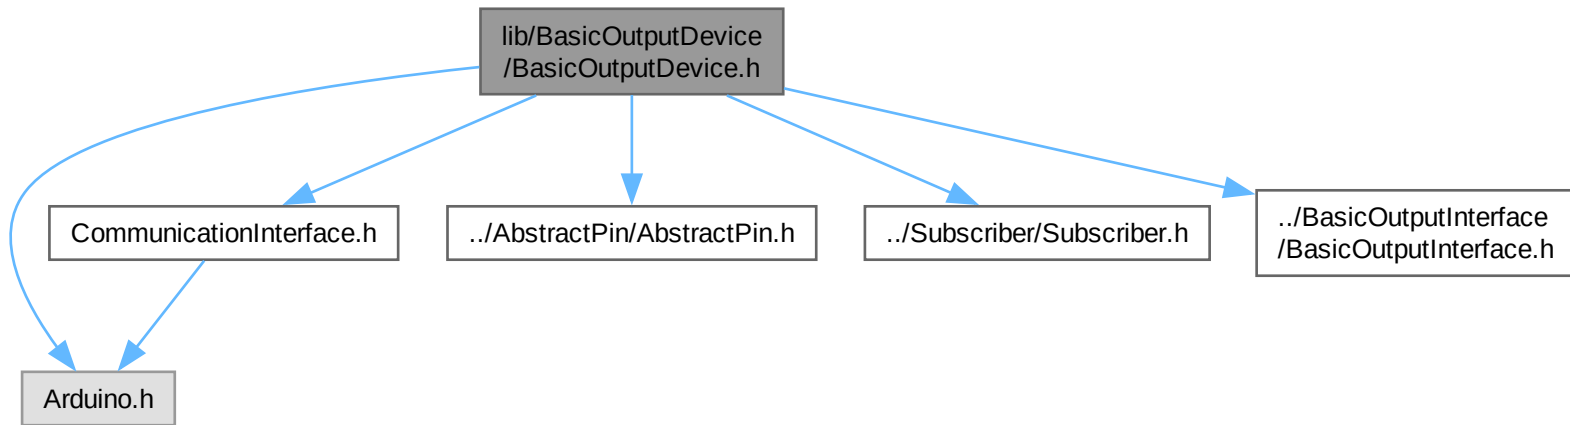 lib/BasicOutputDevice
/BasicOutputDevice.h
CommunicationInterface.h
../AbstractPin/AbstractPin.h
../Subscriber/Subscriber.h
../BasicOutputInterface
/BasicOutputInterface.h
Arduino.h